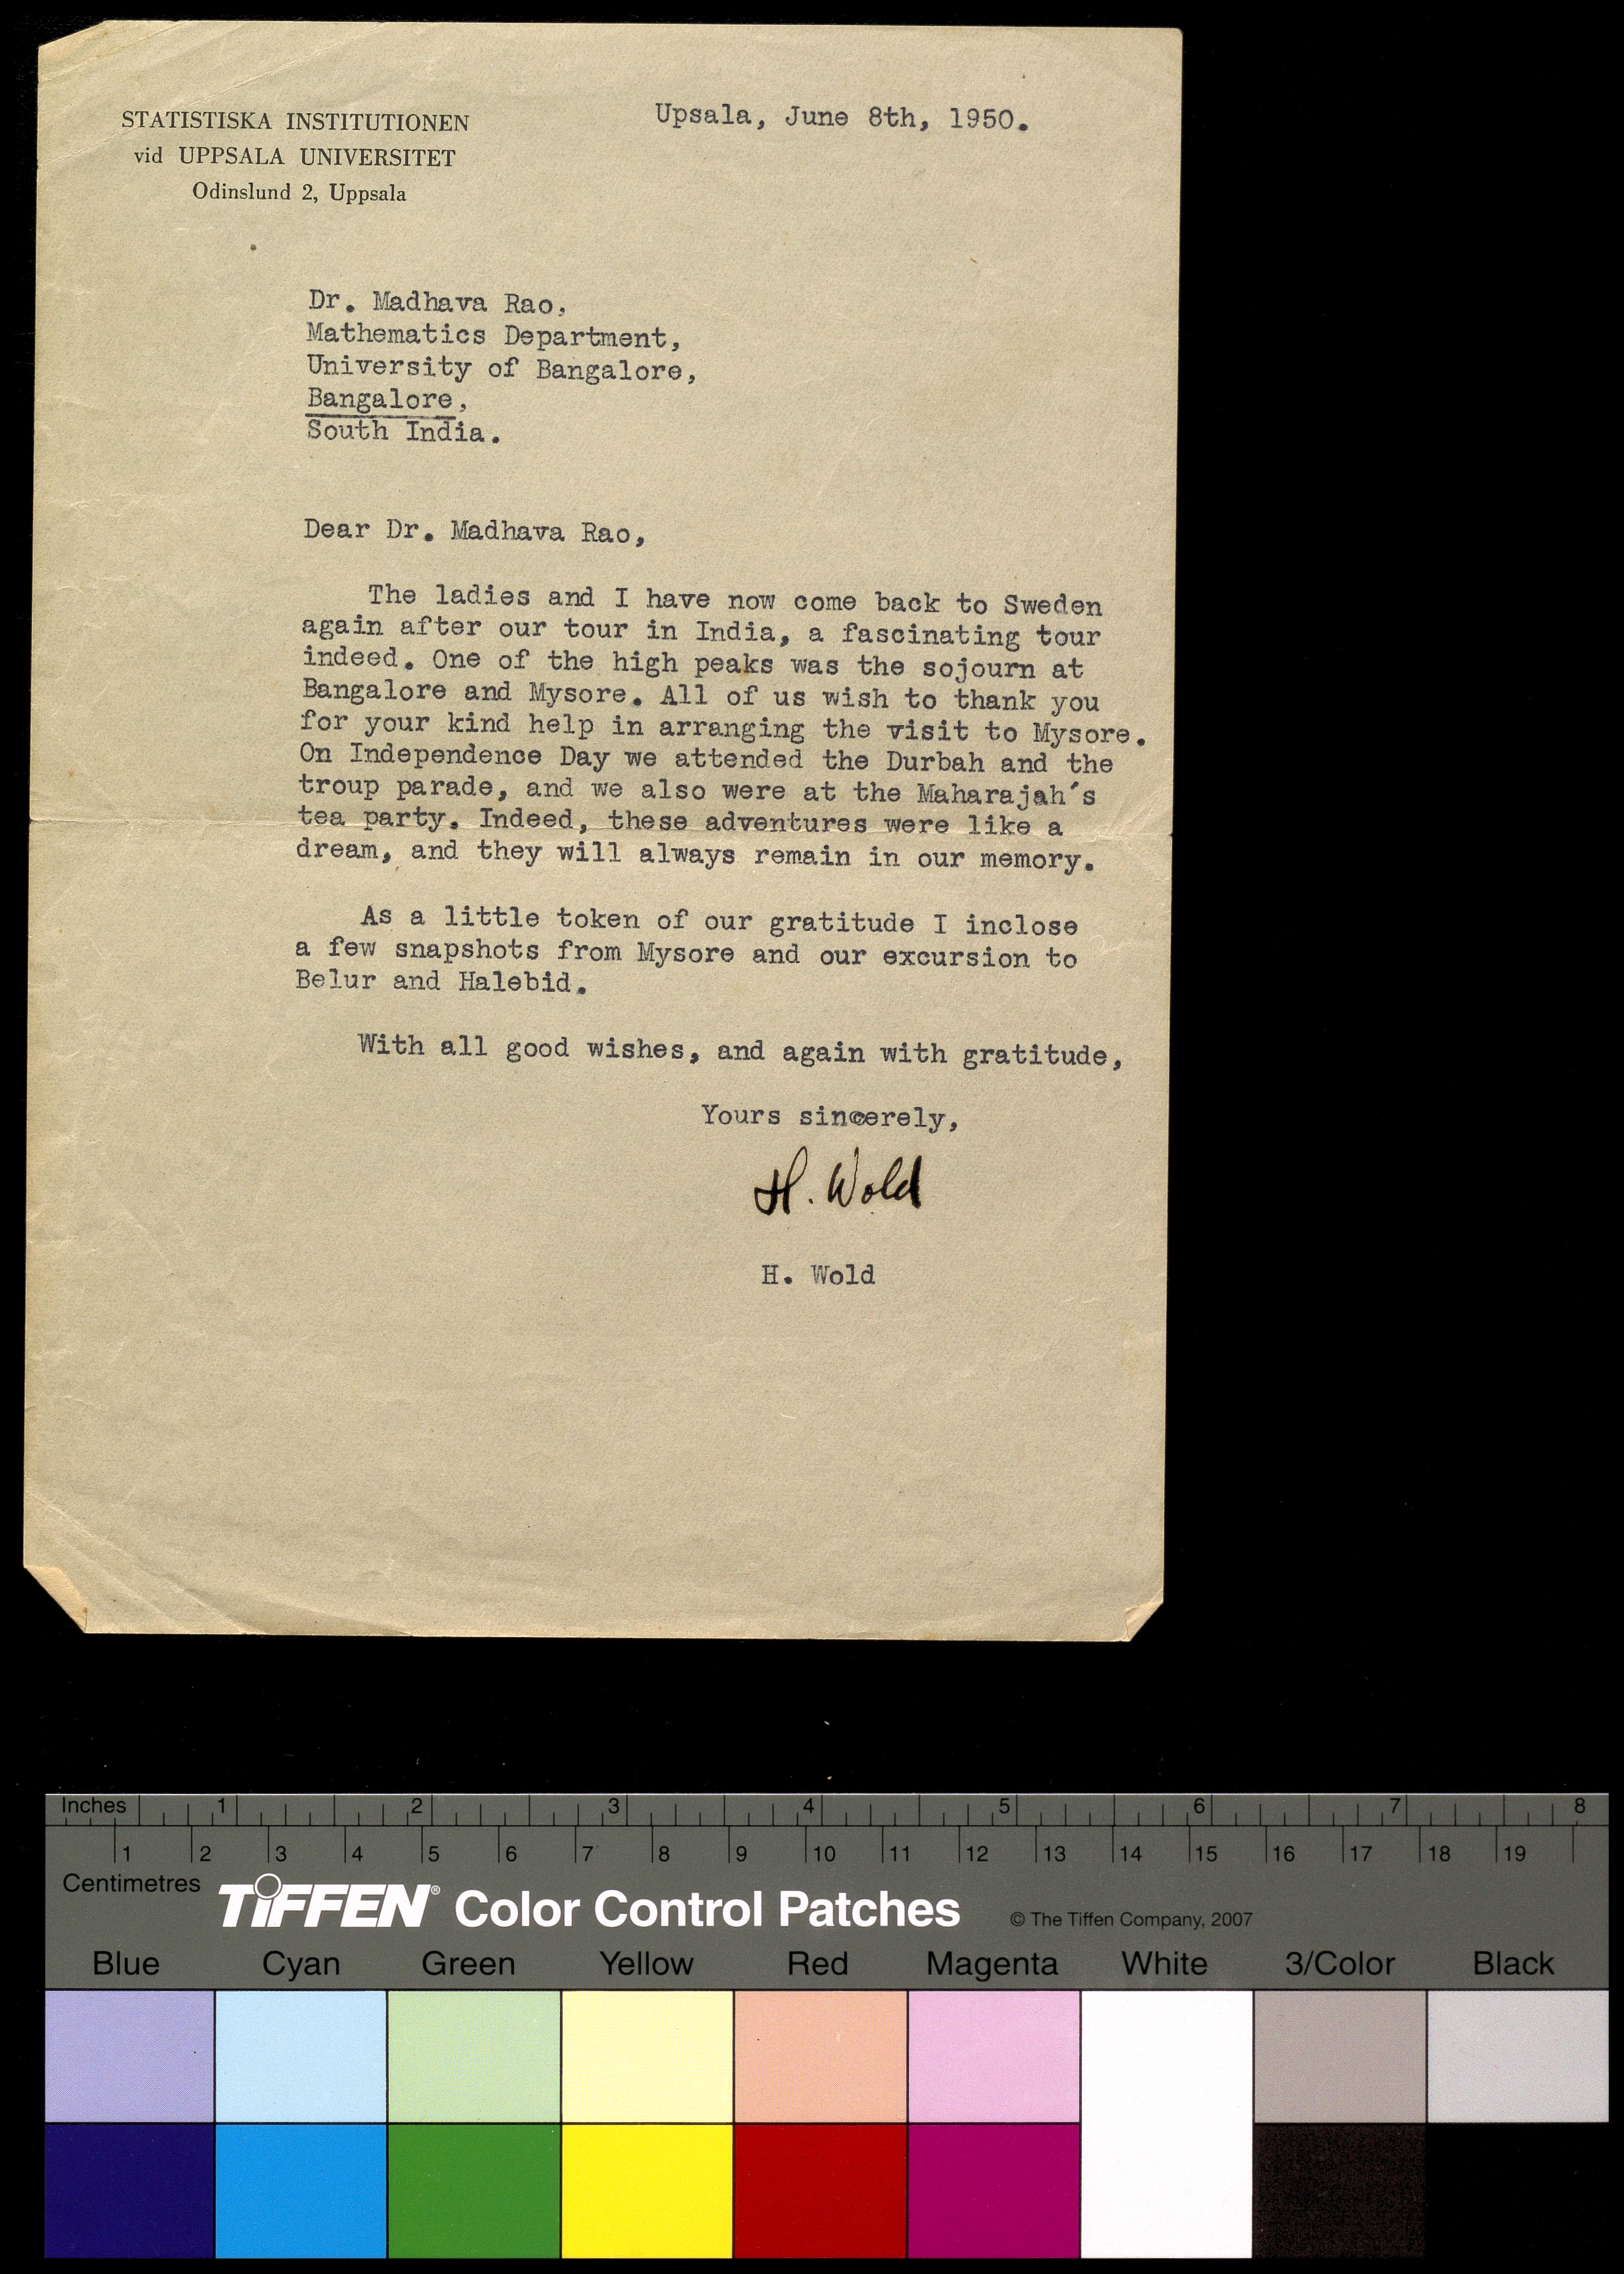 STATISTISKA INSTITUTIONEN
vid UPPSALA UNIVERSITET
Odinslund 2, Uppsala
Upsala, June 8th, 1950.
Dr. Madhava Rao,
Mathematics Department,
University of Bangalore,
Bangalore,
South India.
Dear Dr. Madhava Rao,
The ladies and I have now come back to Sweden
again after our tour in India, a fascinating tour
indeed. One of the high peaks was the sojourn at
Bangalore and Mysore. All of us wish to thank you
for your kind help in arranging the visit to Mysore.
On Independence Day we attended the Durbah and the
troup parade, and we also were at the Maharajah´s
tea party. Indeed, these adventures were like a
dream, and they will always remain in our memory.
As a little token of our gratitude I inclose
a few snapshots from Mysore and our excursion to
Belur and Halebid.
With all good wishes, and again with gratitude,
Yours sincerely,
H. Wold
H. Wold
Inches 1 2 3 4 5 6 7 8
1 2 3 4 5 6 7 8 9 10 11 12 13 14 15 16 17 18 19
Centimetres
TIFFEN® Color Control Patches © The Tiffen Company, 2007
Blue Cyan Green Yellow Red Magenta White 3/Color Black